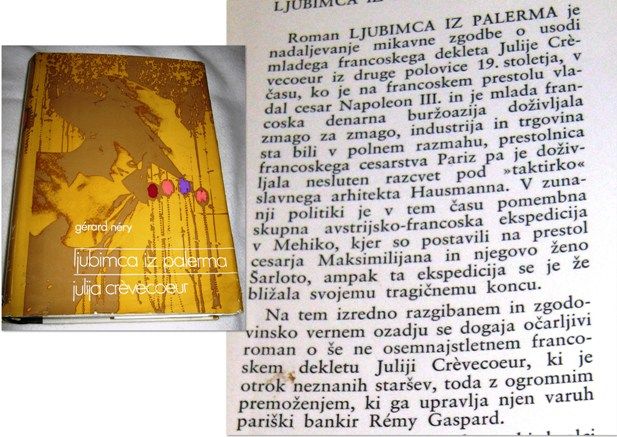 gérard néry
ljubimca iz palerma
julija crèvecoeur
LJUBIMCA IZ
Roman LJUBIMCA IZ PALERMA je
nadaljevanje mikavne zgodbe o usodi
mladega francoskega dekleta Julije Crè-
vecoeur iz druge polovice 19. stoletja, v
času, ko je na francoskem prestolu vla-
dal cesar Napoleon III. in je mlada fran-
coska denarna buržoazija doživljala
zmago za zmago, industrija in trgovina
sta bili v polnem razmahu, prestolnica
francoskega cesarstva Pariz pa je doživ-
ljala nesluten razcvet pod »taktirko«
slavnega arhitekta Hausmanna. V zuna-
nji politiki je v tem času pomembna
skupna avstrijsko-francoska ekspedicija
v Mehiko, kjer so postavili na prestol
cesarja Maksimilijana in njegovo ženo
Šarloto, ampak ta ekspedicija se je že
bližala svojemu tragičnemu koncu.
Na tem izredno razgibanem in zgodo-
vinsko vernem ozadju se dogaja očarljivi
roman o še ne osemnajstletnem franco-
skem dekletu Juliji Crèvecoeur, ki je
otrok neznanih staršev, toda z ogromnim
premoženjem, ki ga upravlja njen varuh
pariški bankir Rémy Gaspard.